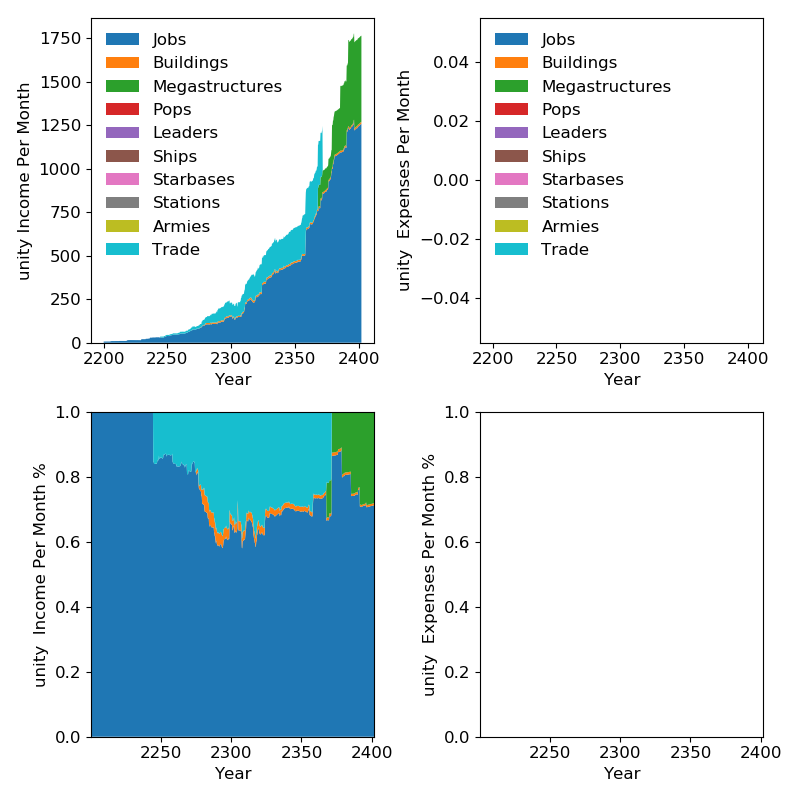 1750
1500
1250
1000
750
500
250
0
unity Income Per Month
Jobs
Buildings
Megastructures
Pops
Leaders
Ships
Starbases
Stations
Armies
Trade
2200 2250 2300 2350 2400
Year
0.04
0.02
0.00
−0.02
−0.04
unity Expenses Per Month
Jobs
Buildings
Megastructures
Pops
Leaders
Ships
Starbases
Stations
Armies
Trade
2200 2250 2300 2350 2400
Year
1.0
0.8
0.6
0.4
0.2
0.0
unity Income Per Month %
2250 2300 2350 2400
Year
1.0
0.8
0.6
0.4
0.2
0.0
unity Expenses Per Month %
2250 2300 2350 2400
Year